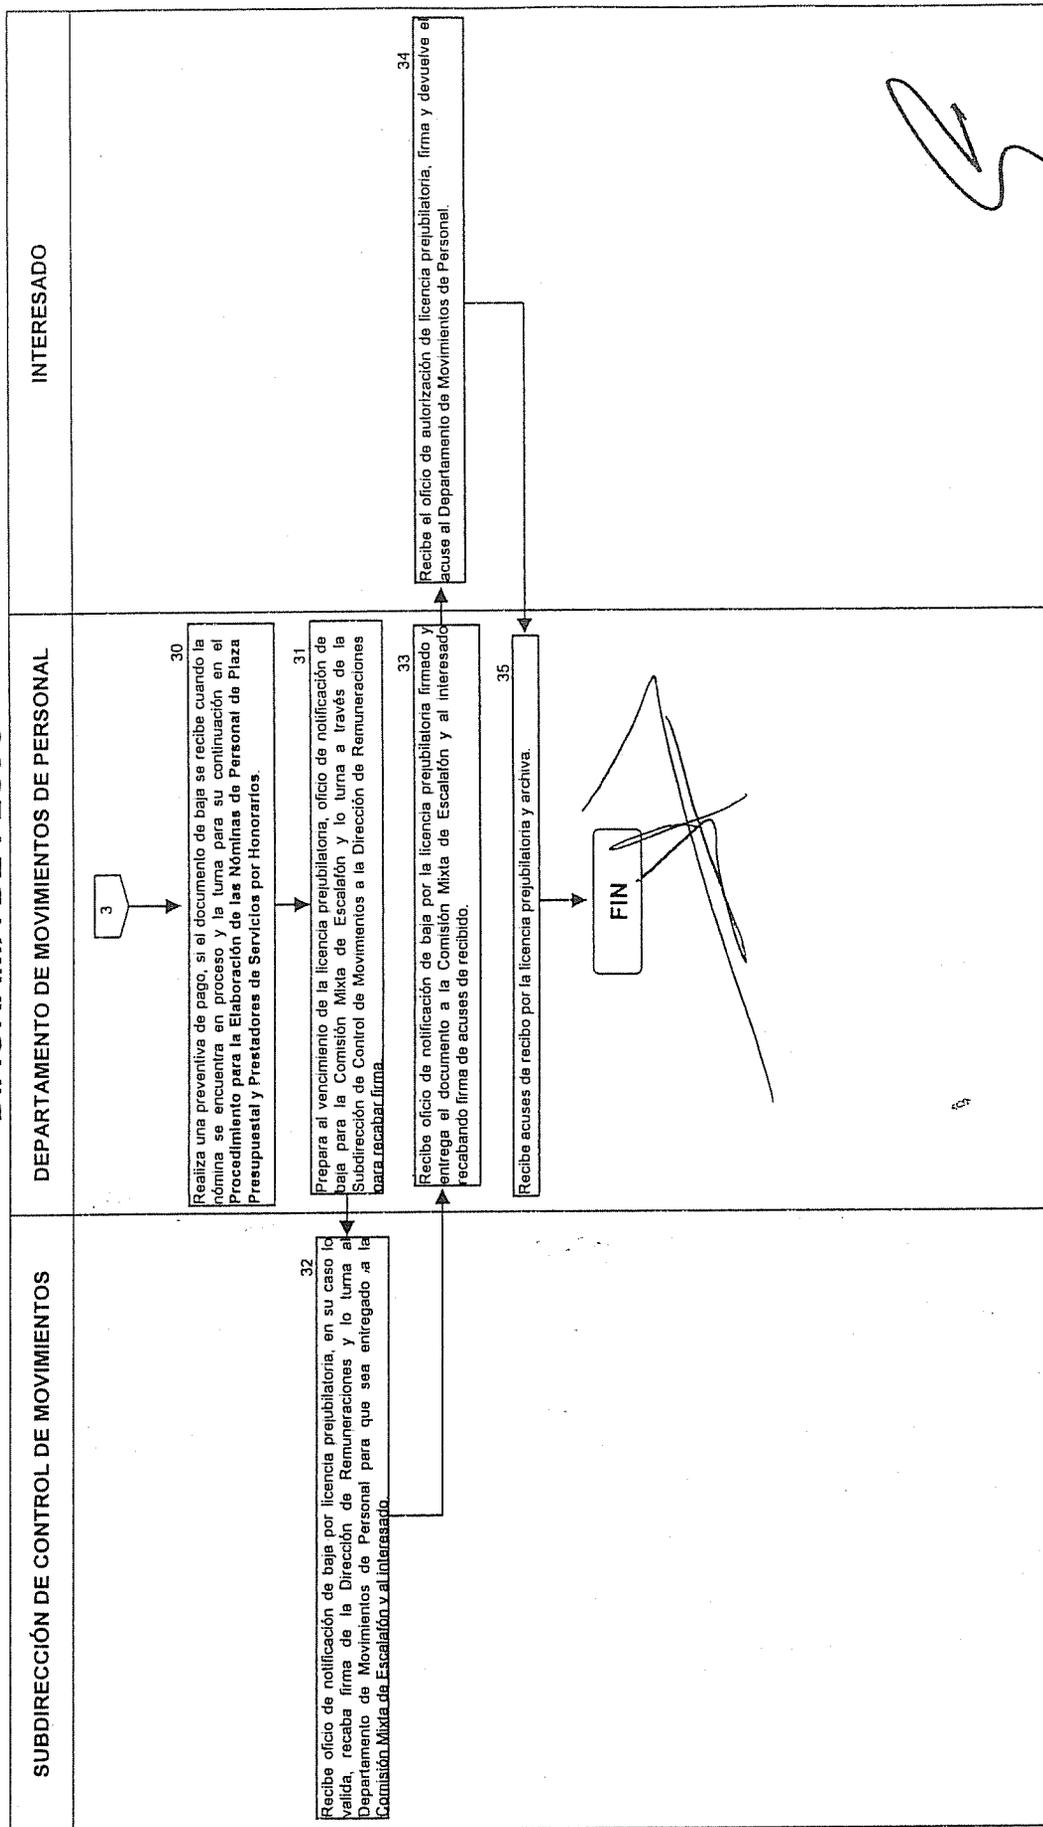 SUBDIRECCIÓN DE CONTROL DE MOVIMIENTOS
DEPARTAMENTO DE MOVIMIENTOS DE PERSONAL
INTERESADO
3
30
Realiza una preventiva de pago, si el documento de baja se recibe cuando la
nómina se encuentra en proceso y la turna para su continuación en el
Procedimiento para la Elaboración de las Nóminas de Personal de Plaza
Presupuestal y Prestadores de Servicios por Honorarios.
31
Prepara al vencimiento de la licencia prejubilatoria, oficio de notificación de
baja para la Comisión Mixta de Escalafón y lo turna a través de la
Subdirección de Control de Movimientos a la Dirección de Remuneraciones
para recabar firma
32
Recibe oficio de notificación de baja por licencia prejubilatoria, en su caso lo
valida, recaba firma de la Dirección de Remuneraciones y lo turna al
Departamento de Movimientos de Personal para que sea entregado a la
Comisión Mixta de Escalafón y al interesado
33
Recibe oficio de notificación de baja por la licencia prejubilatoria firmado y
entrega el documento a la Comisión Mixta de Escalafón y al interesado
recabando firma de acuses de recibido.
34
Recibe el oficio de autorización de licencia prejubilatoria, firma y devuelve el
acuse al Departamento de Movimientos de Personal.
35
Recibe acuses de recibo por la licencia prejubilatoria y archiva.
FIN